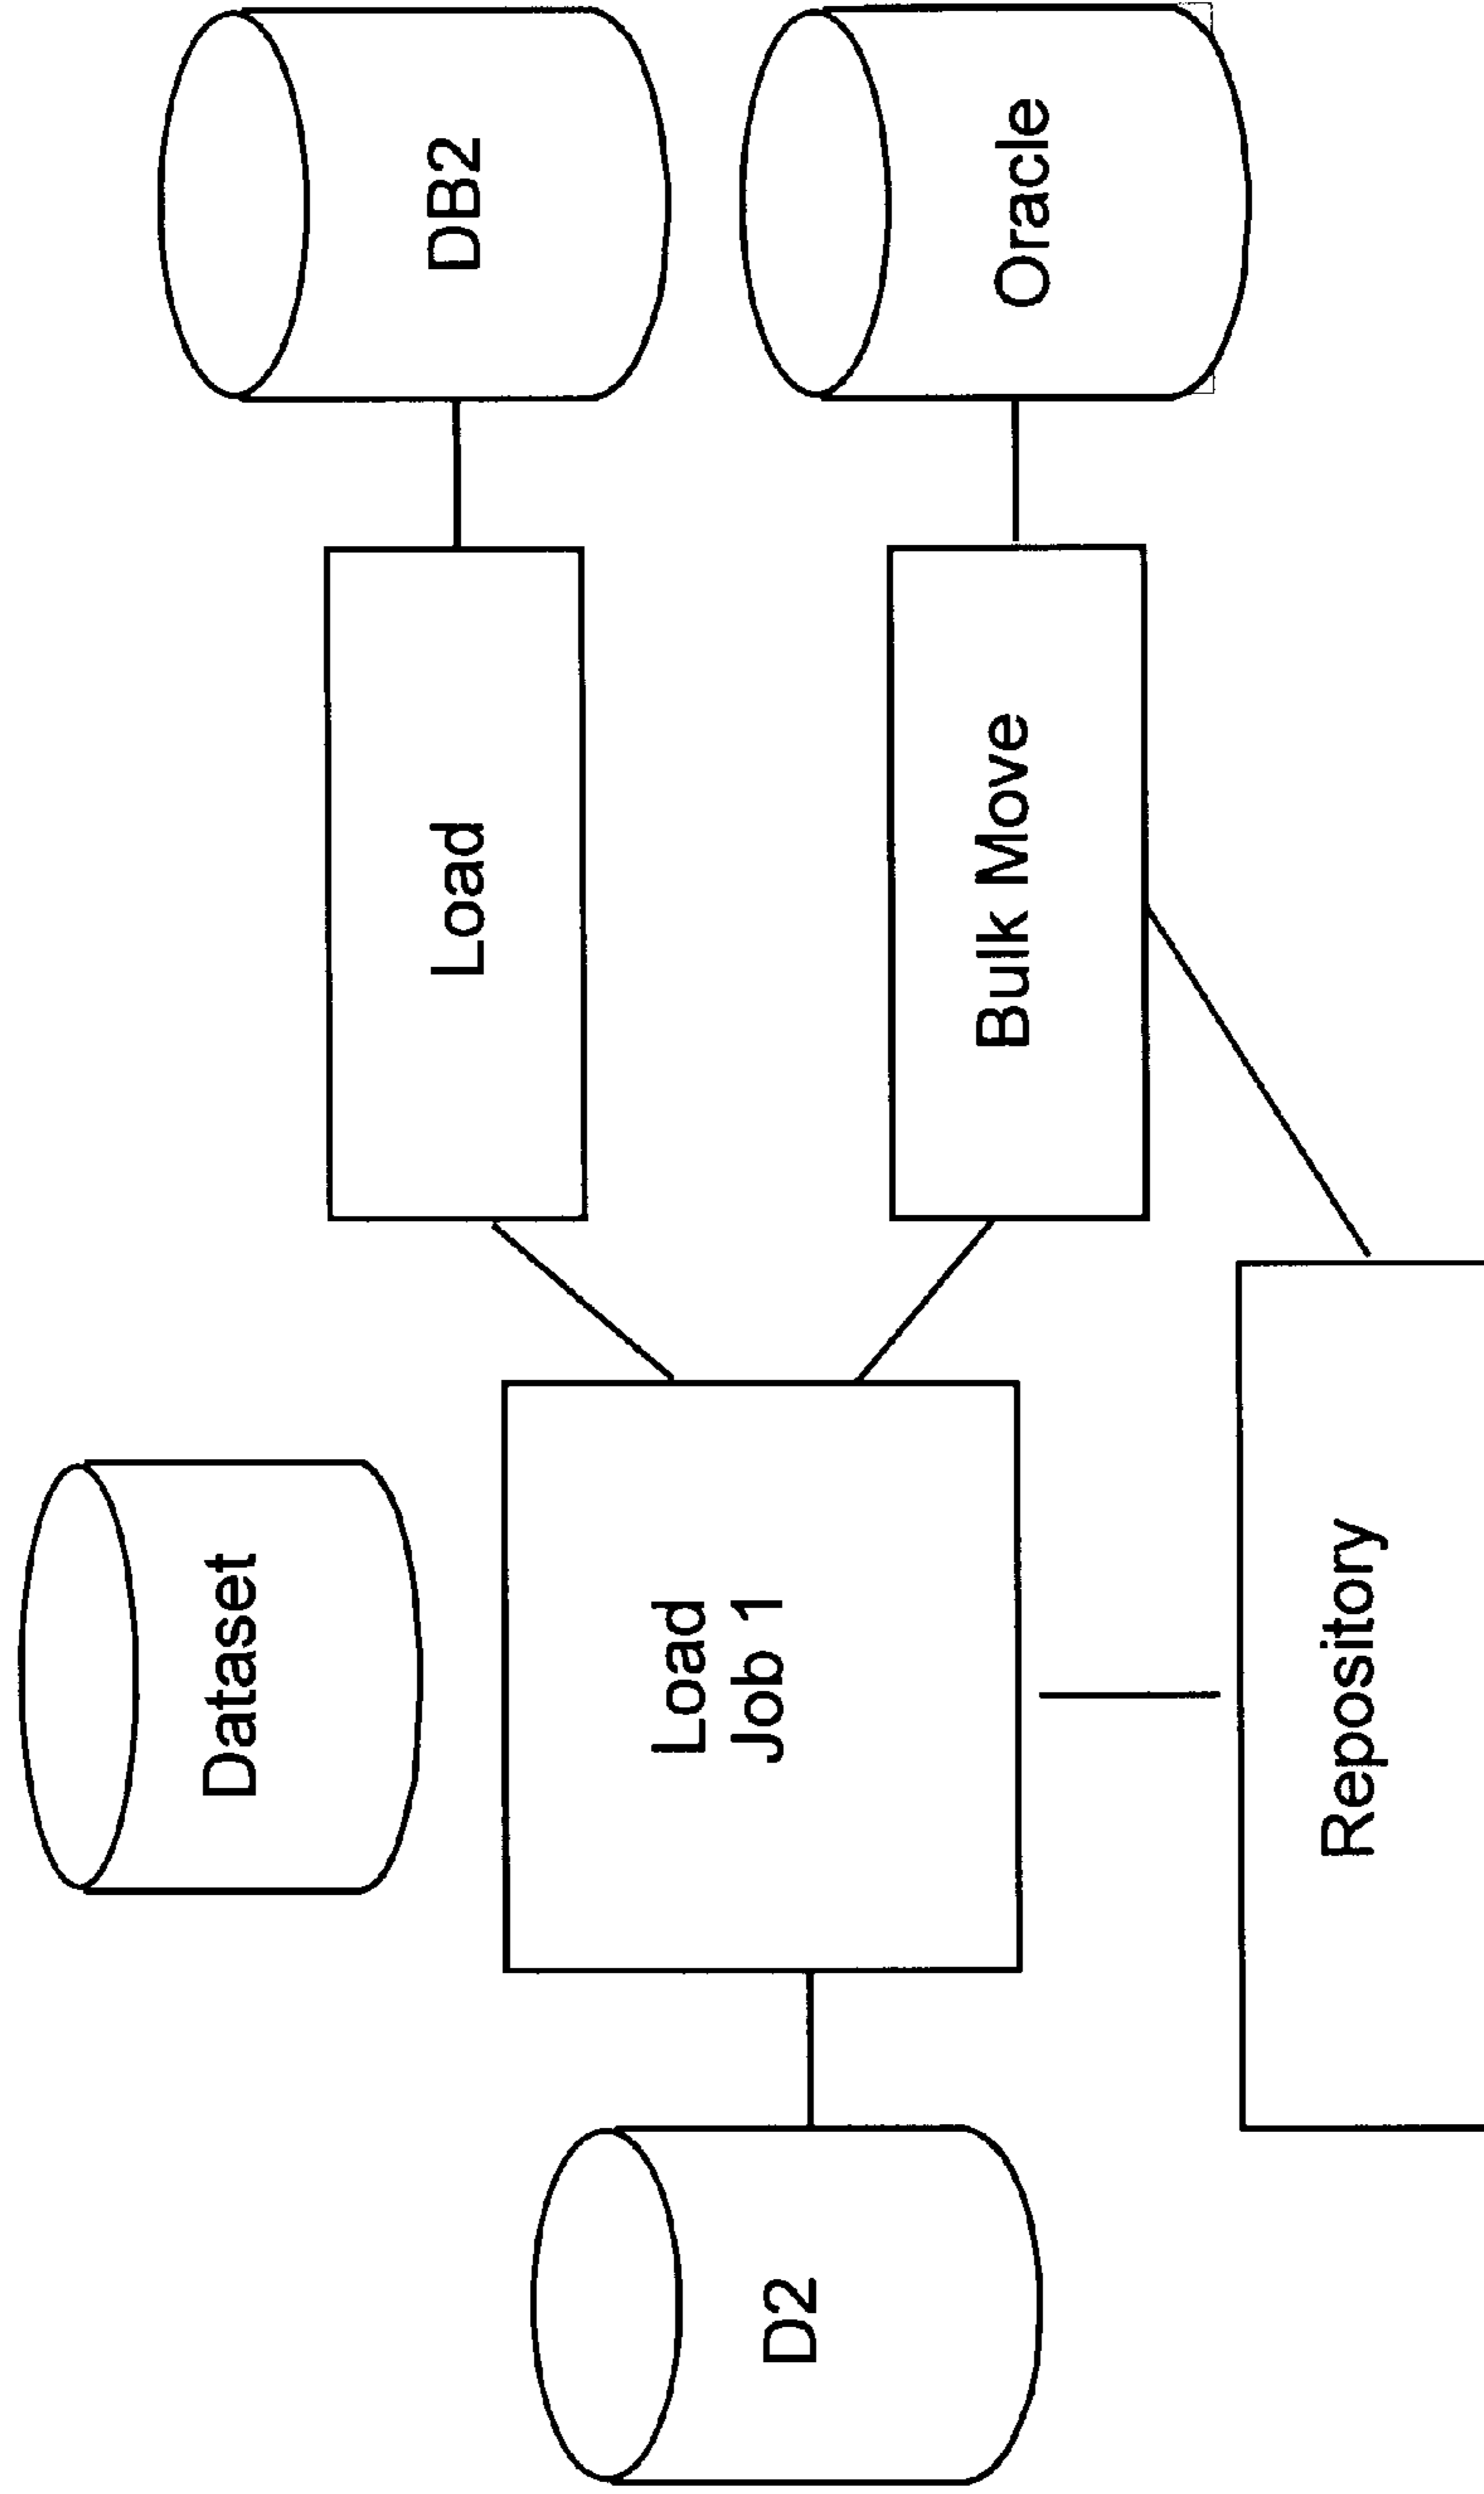 Dataset
DB2
Load
D2
Load
Job 1
Bulk Move
Oracle
Repository